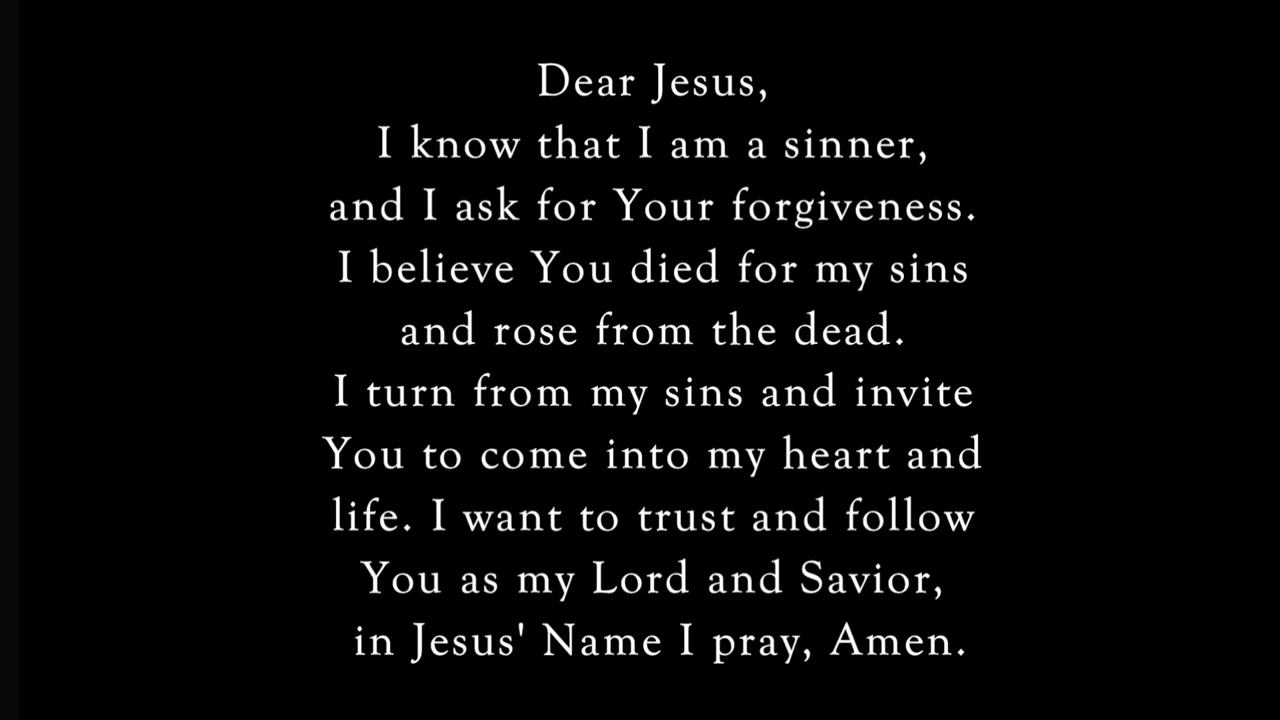 Dear Jesus,
I know that I am a sinner,
and I ask for Your forgiveness.
I believe You died for my sins
and rose from the dead.
I turn from my sins and invite
You to come into my heart and
life. I want to trust and follow
You as my Lord and Savior,
in Jesus' Name I pray, Amen.